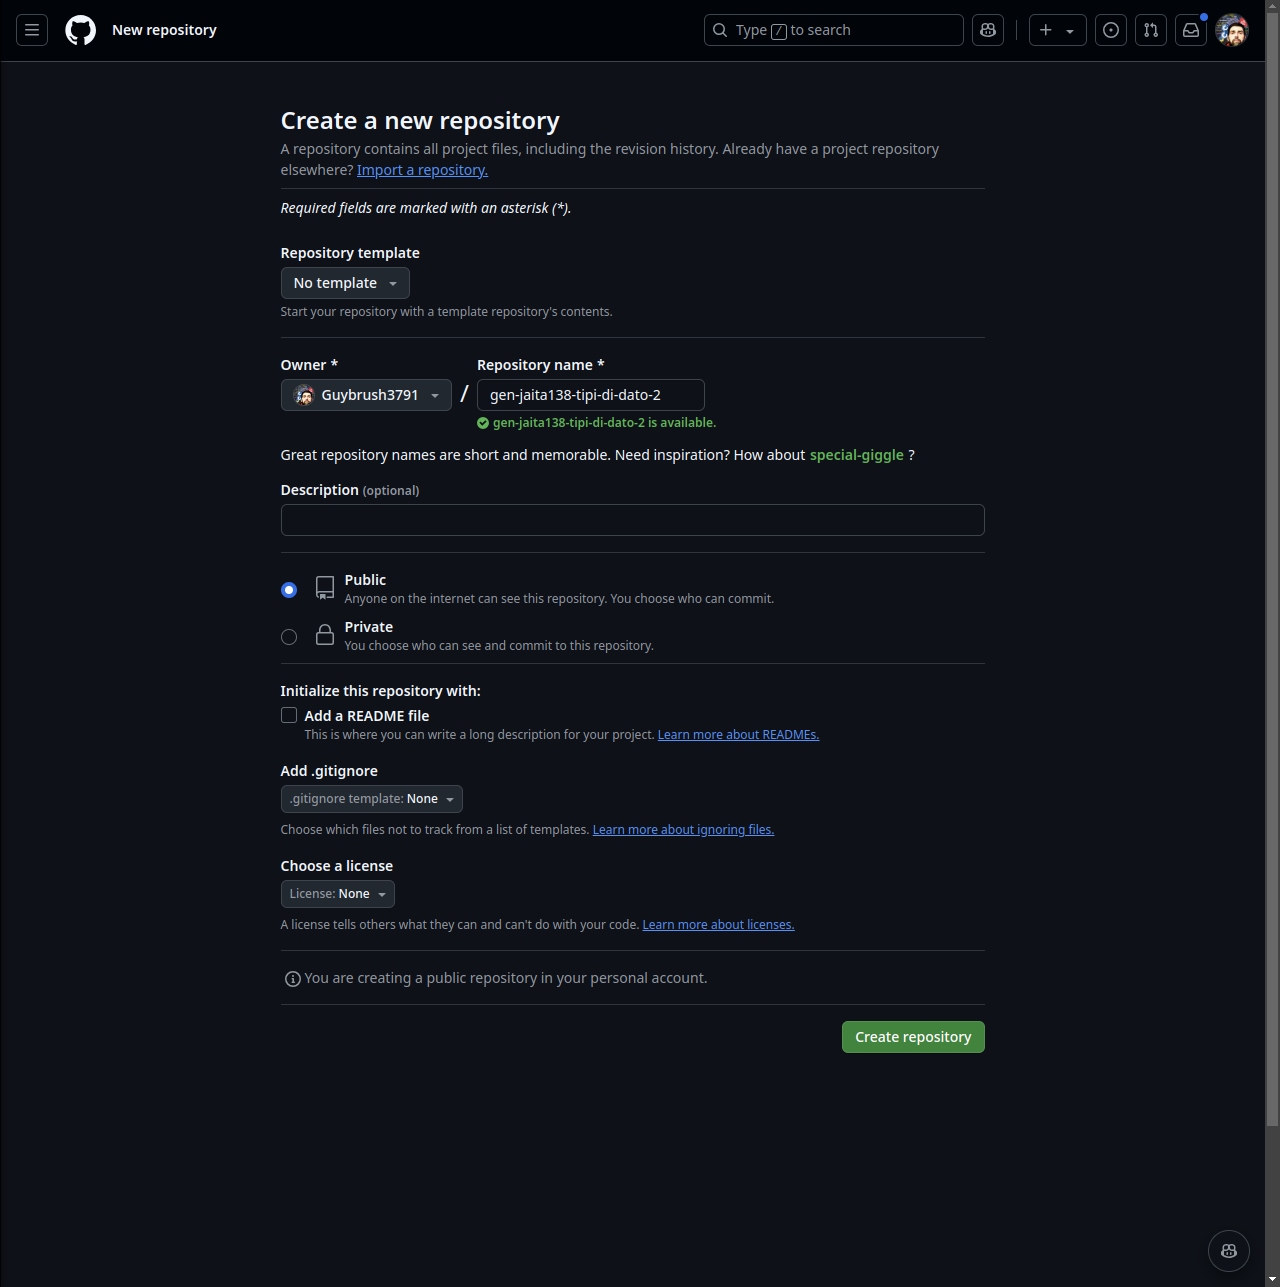 New repository
Type / to search
Create a new repository
A repository contains all project files, including the revision history. Already have a project repository
elsewhere? Import a repository.
Required fields are marked with an asterisk (*).
Repository template
No template
Start your repository with a template repository's contents.
Owner *
Repository name *
Guybrush3791
/
gen-jaita138-tipi-di-dato-2
gen-jaita138-tipi-di-dato-2 is available.
Great repository names are short and memorable. Need inspiration? How about special-giggle ?
Description (optional)
Public
Anyone on the internet can see this repository. You choose who can commit.
Private
You choose who can see and commit to this repository.
Initialize this repository with:
Add a README file
This is where you can write a long description for your project. Learn more about READMEs.
Add .gitignore
.gitignore template: None
Choose which files not to track from a list of templates. Learn more about ignoring files.
Choose a license
License: None
A license tells others what they can and can't do with your code. Learn more about licenses.
You are creating a public repository in your personal account.
Create repository